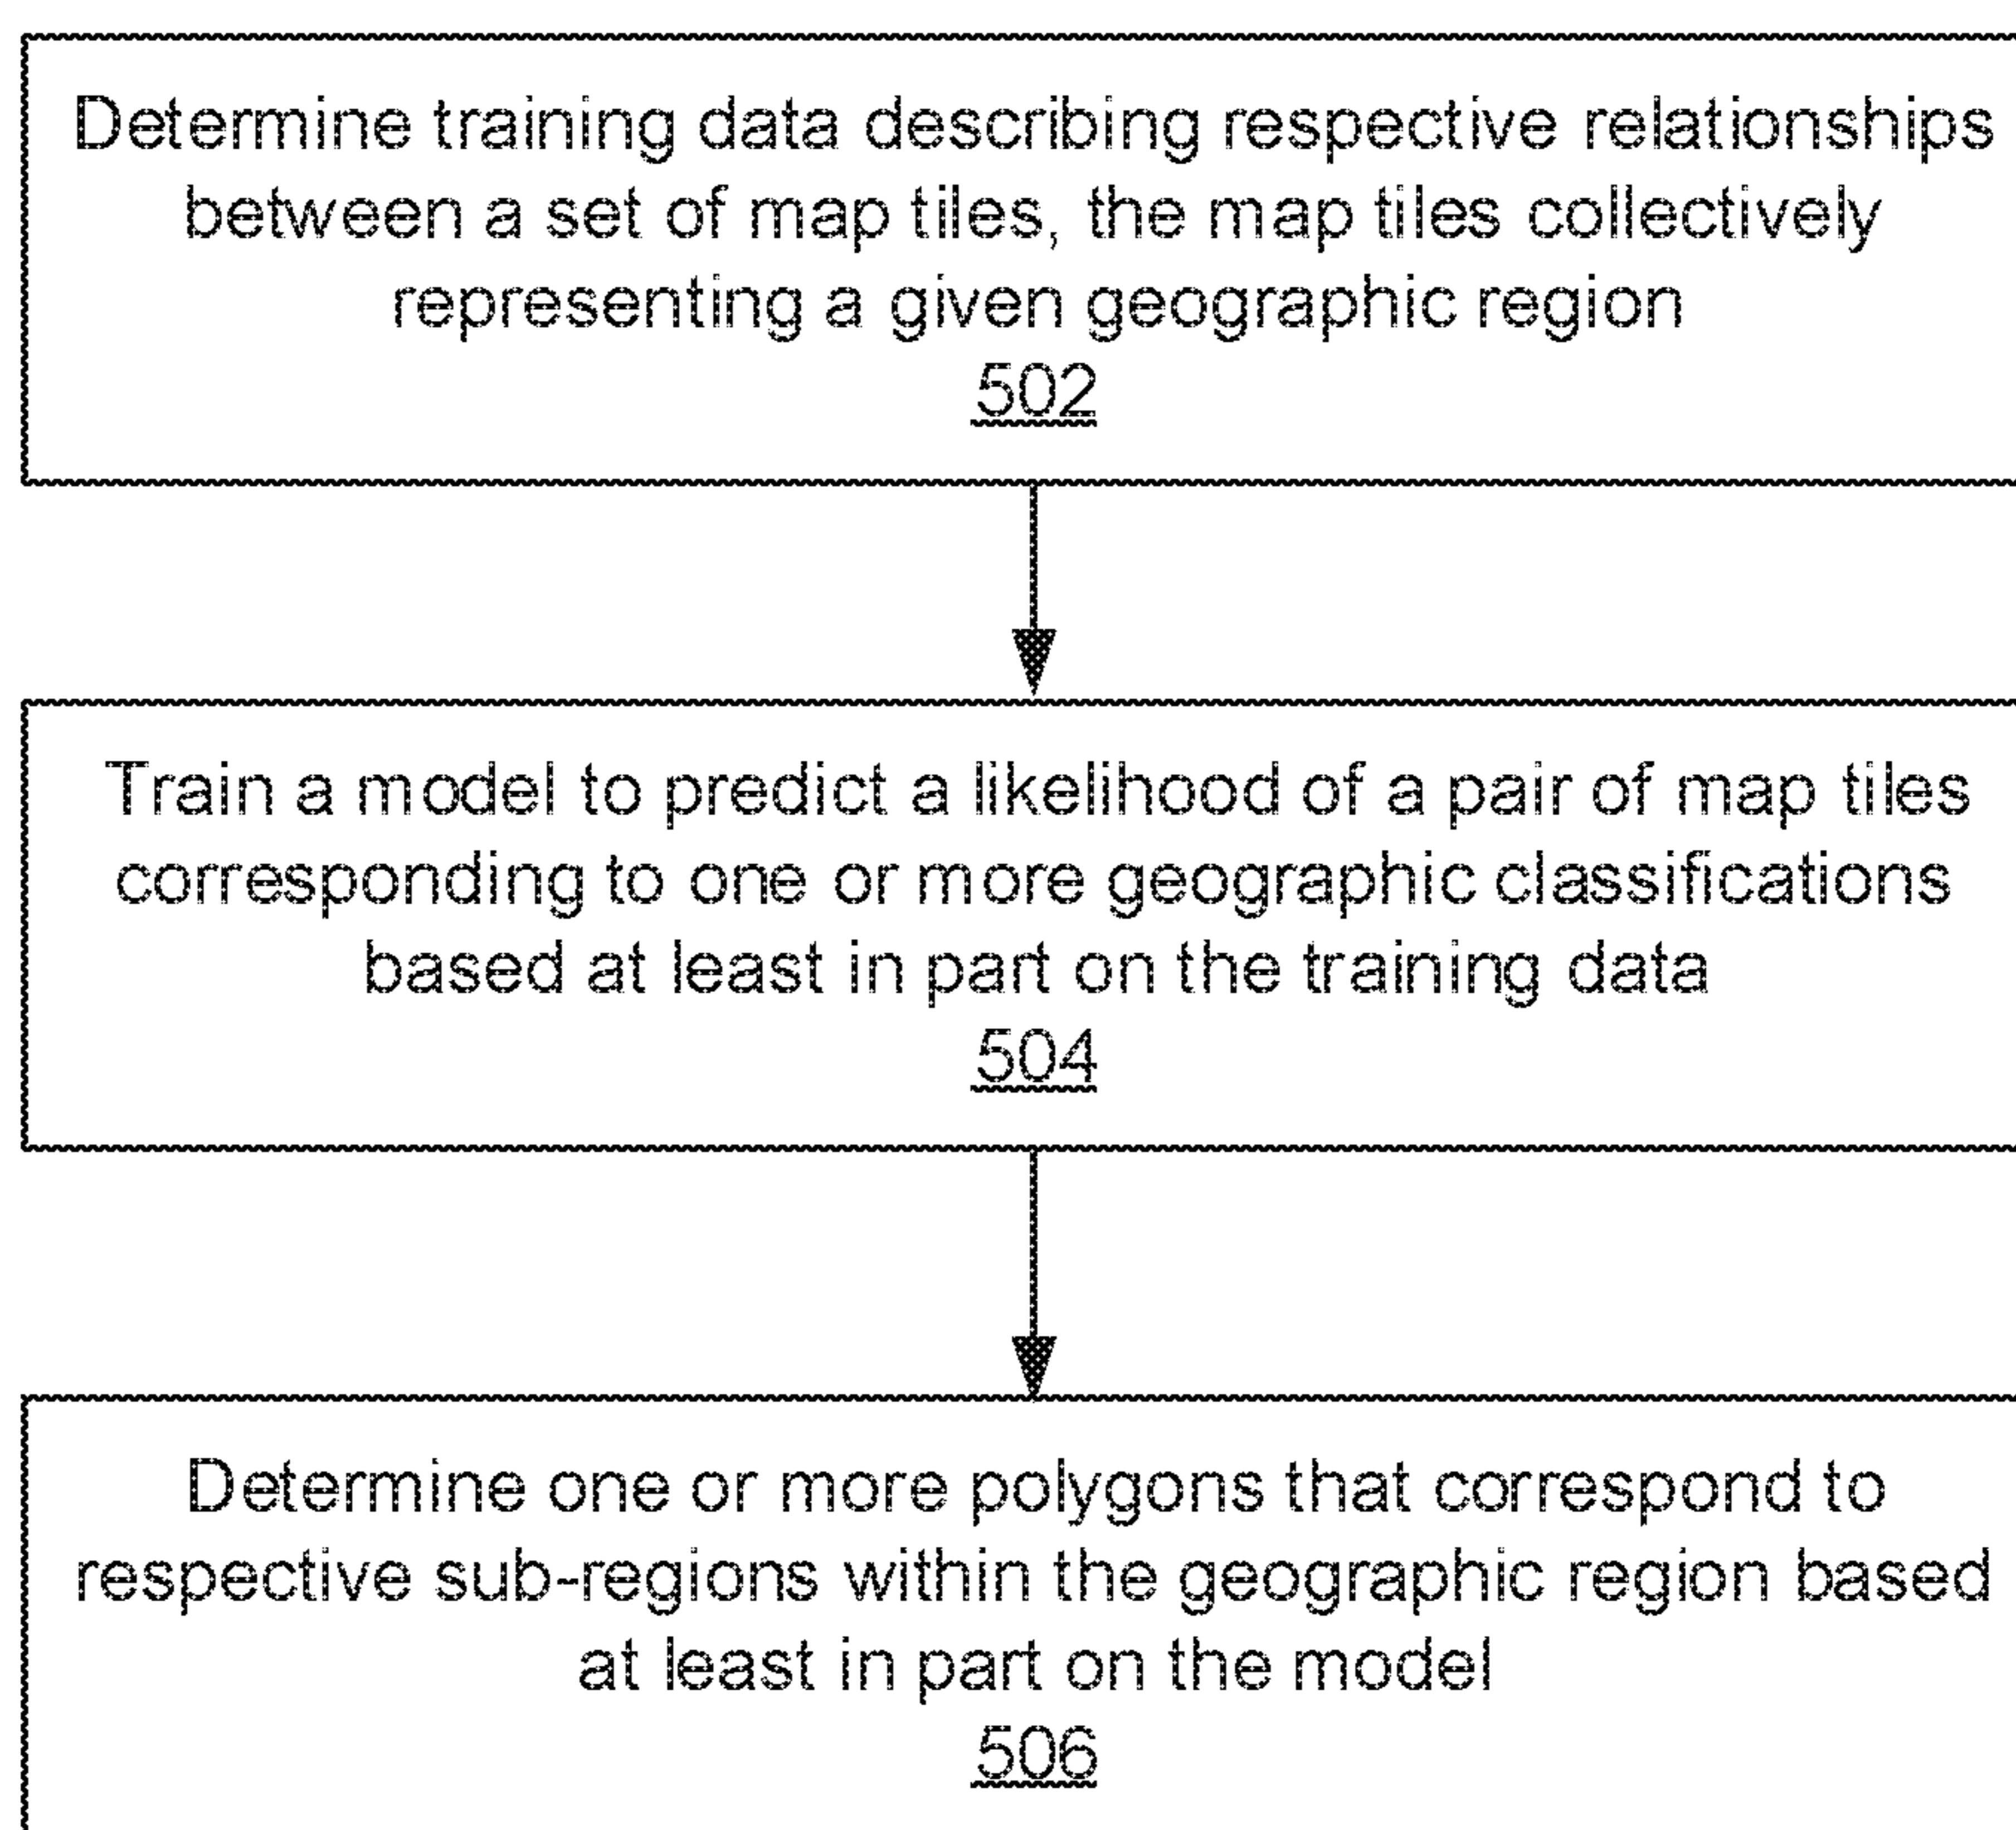 Determine training data describing respective relationships
between a set of map tiles, the map tiles collectively
representing a given geographic region
502
Train a model to predict a likelihood of a pair of map tiles
corresponding to one or more geographic classifications
based at least in part on the training data
504
Determine one or more polygons that correspond to
respective sub-regions within the geographic region based
at least in part on the model
506